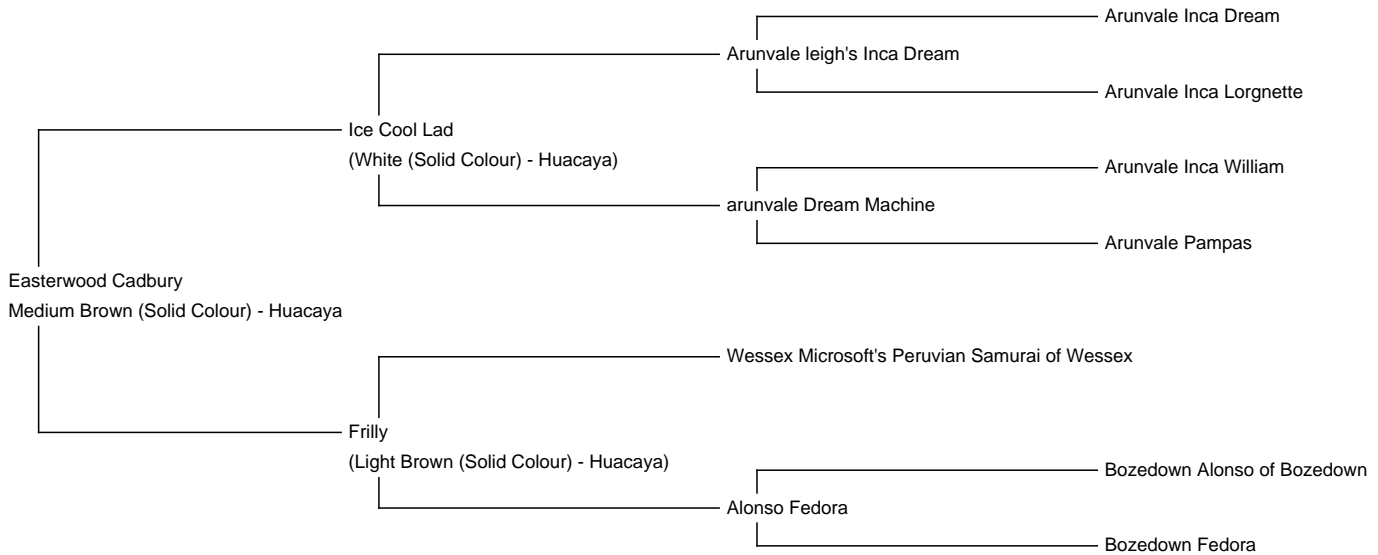 Arunvale Inca Dream
Arunvale leigh's Inca Dream
Arunvale Inca Lorgnette
Ice Cool Lad
(White (Solid Colour) - Huacaya)
Arunvale Inca William
arunvale Dream Machine
Arunvale Pampas
Easterwood Cadbury
Medium Brown (Solid Colour) - Huacaya
Wessex Microsoft's Peruvian Samurai of Wessex
Frilly
(Light Brown (Solid Colour) - Huacaya)
Bozedown Alonso of Bozedown
Alonso Fedora
Bozedown Fedora